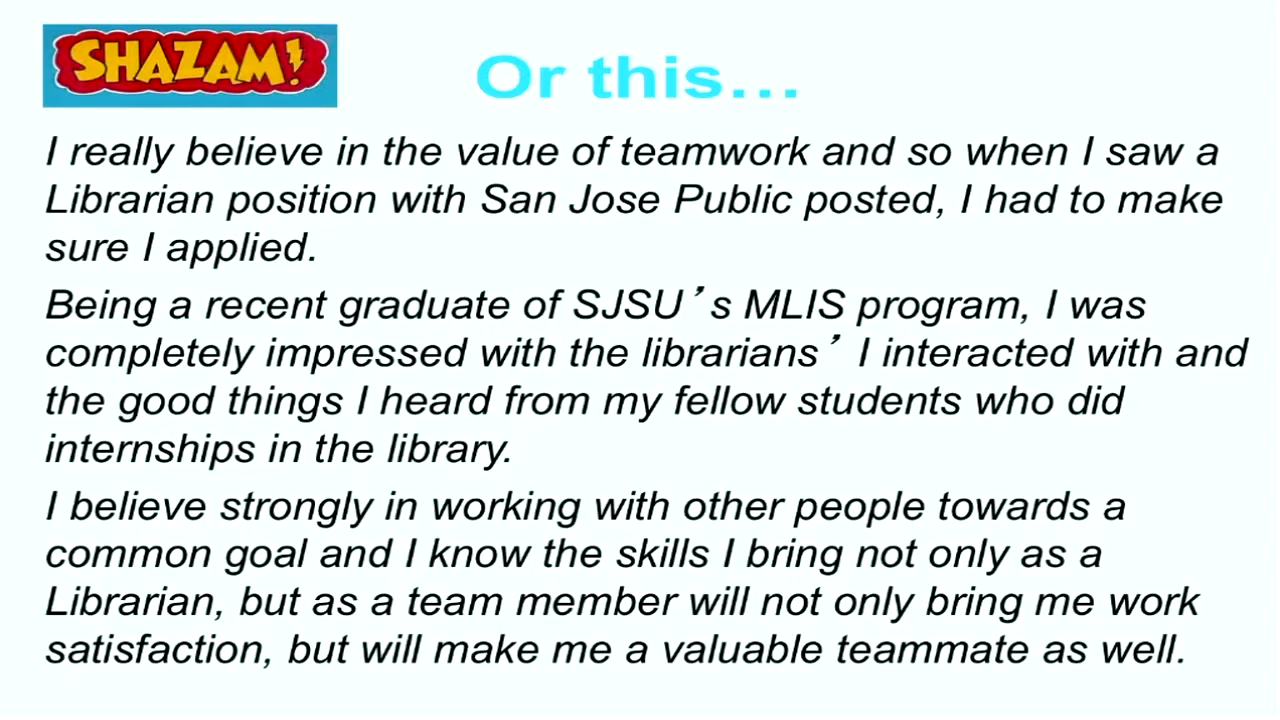 SHAZAM!
Or this...
I really believe in the value of teamwork and so when I saw a
Librarian position with San Jose Public posted, I had to make
sure I applied.
Being a recent graduate of SJSU’s MLIS program, I was
completely impressed with the librarians’ I interacted with and
the good things I heard from my fellow students who did
internships in the library.
I believe strongly in working with other people towards a
common goal and I know the skills I bring not only as a
Librarian, but as a team member will not only bring me work
satisfaction, but will make me a valuable teammate as well.